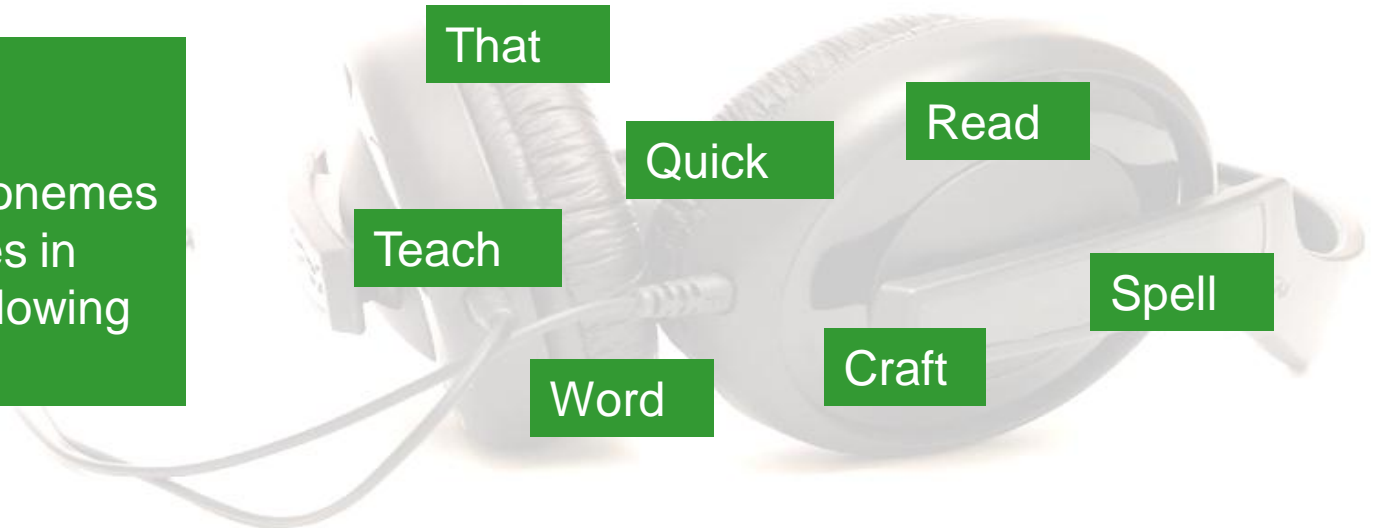 onemes
es in
lowing
That
Quick
Read
Teach
Spell
Craft
Word